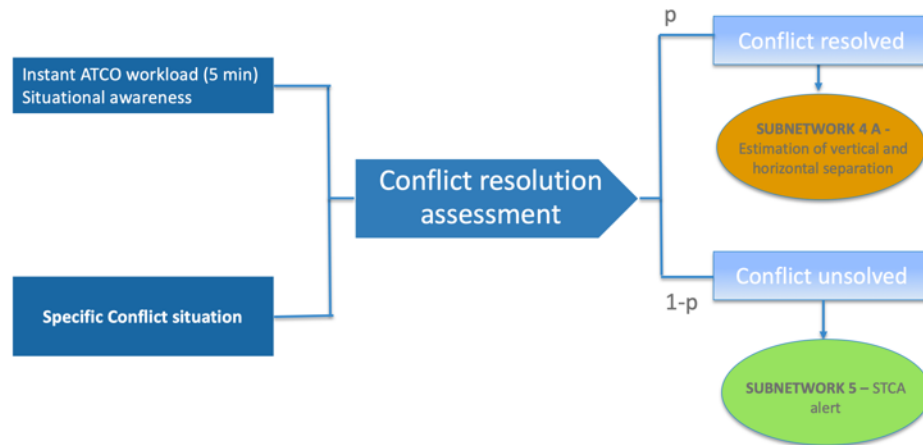 p
Conflict resolved
Instant ATCO workload (5 min)
Situational awareness
SUBNETWORK 4 A -
Estimation of vertical and
horizontal separation
Conflict resolution
assessment
Specific Conflict situation
Conflict unsolved
1-p
SUBNETWORK 5 – STCA
alert